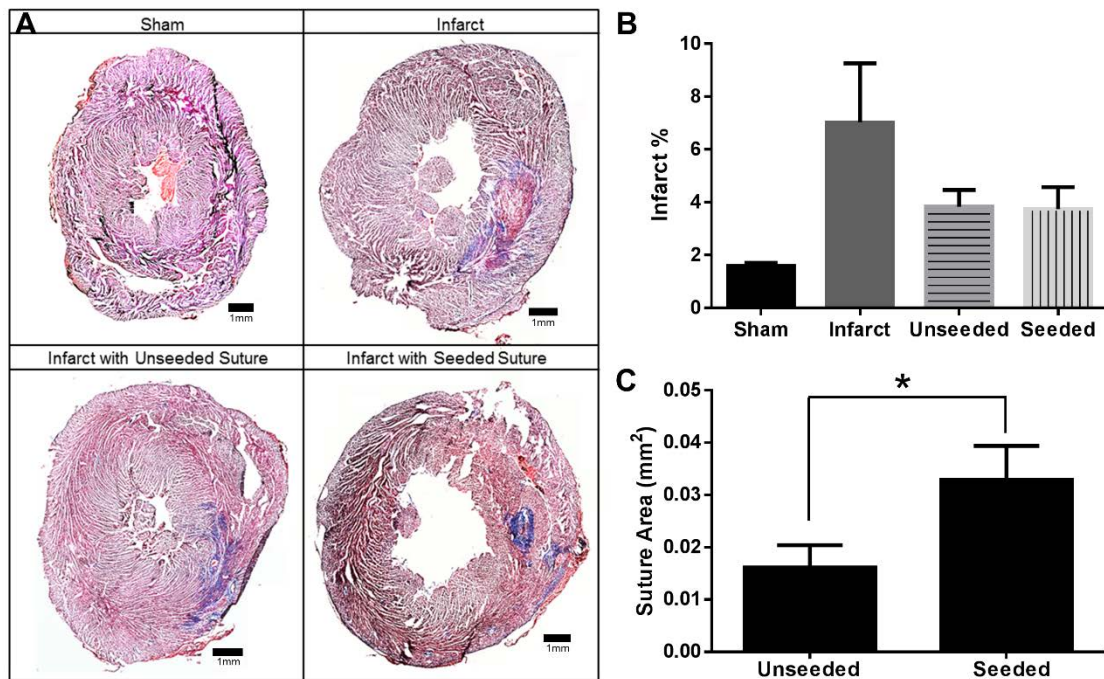 A
Sham
Infarct
1mm
1mm
Infarct with Unseeded Suture
Infarct with Seeded Suture
1mm
1mm
B
Infarct %
10
8
6
4
2
0
Sham
Infarct
Unseeded
Seeded
C
Suture Area (mm²)
0.05
0.04
0.03
0.02
0.01
0.00
*
Unseeded
Seeded